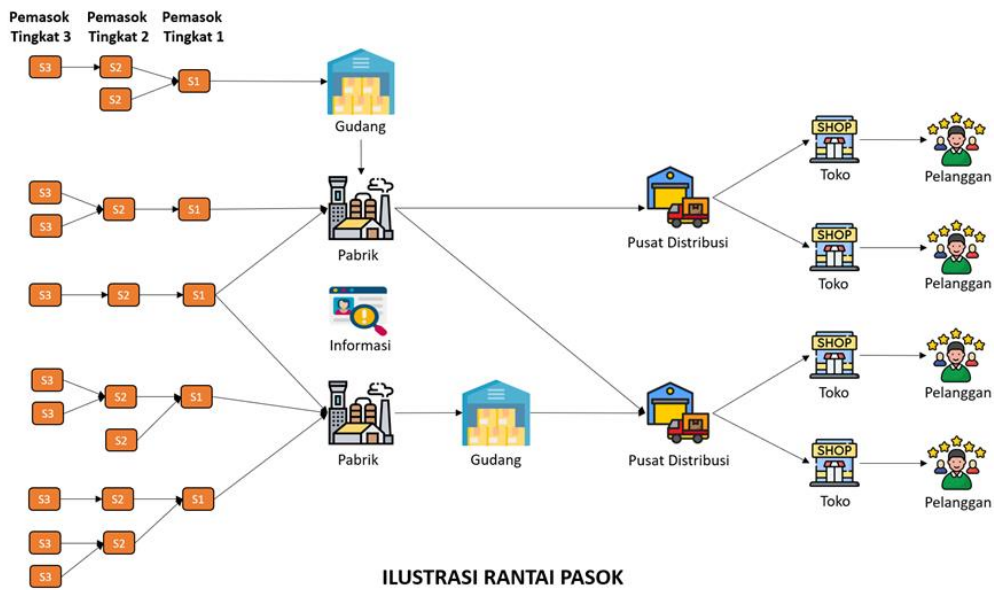 Pemasok Pemasok Pemasok
Tingkat 3 Tingkat 2 Tingkat 1
S3 S2 S1
S2
Gudang
SHOP
Toko
Pelanggan
S3
S3 S2 S1
Pabrik
Pusat Distribusi
SHOP
Toko
Pelanggan
S3 S2 S1
Informasi
SHOP
Toko
Pelanggan
S3
S3 S2 S1
S2
Pabrik
Gudang
Pusat Distribusi
SHOP
Toko
Pelanggan
S3 S2 S1
S3 S2
S3
ILUSTRASI RANTAI PASOK